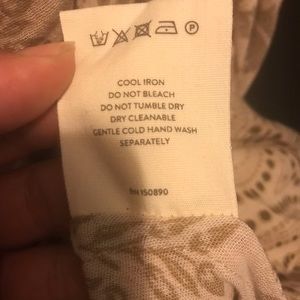 COOL IRON
DO NOT BLEACH
DO NOT TUMBLE DRY
DRY CLEANABLE
GENTLE COLD HAND WASH
SEPARATELY
RN 150890